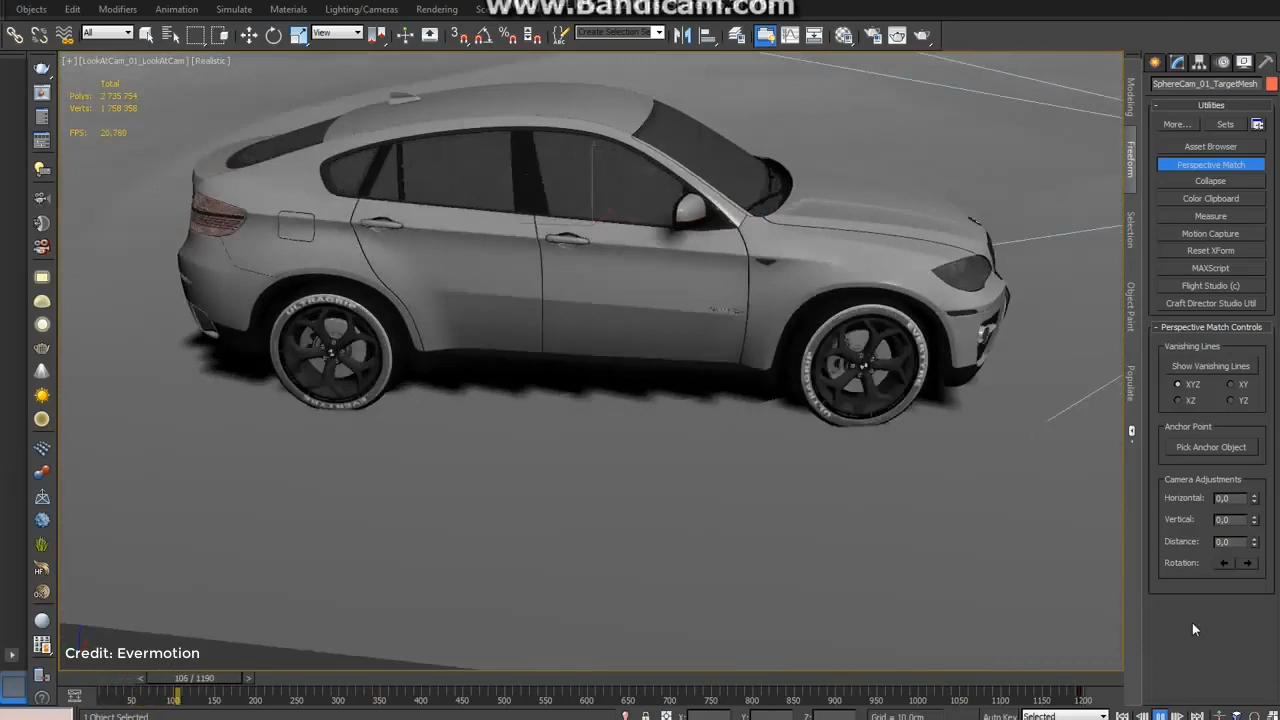 www.Bandicam.com
Objects Edit Modifiers Animation Simulate Materials Lighting/Cameras Rendering
All View Create Selection Se
[+] [LookAtCam_01_LookAtCam] [Realistic]
Total
Polys: 2 735 754
Verts: 1 758 356
FPS: 20,780
ULTRAGRIP
Modeling
Freeform
Selection
Object Paint
Populate
SphereCam_01_TargetMesh
Utilities
More... Sets
Asset Browser
Perspective Match
Collapse
Color Clipboard
Measure
Motion Capture
Reset XForm
MAXScript
Flight Studio (c)
Craft Director Studio Util
Perspective Match Controls
Vanishing Lines
Show Vanishing Lines
XYZ XY
XZ YZ
Anchor Point
Pick Anchor Object
Camera Adjustments
Horizontal: 0,0
Vertical: 0,0
Distance: 0,0
Rotation:
Credit: Evermotion
< 106 / 1190 >
50 100 150 200 250 300 350 400 450 500 550 600 650 700 750 800 850 900 950 1000 1050 1100 1150 1200
1 Object Selected X: Y: Z: Grid = 10,0cm Auto Key Selected